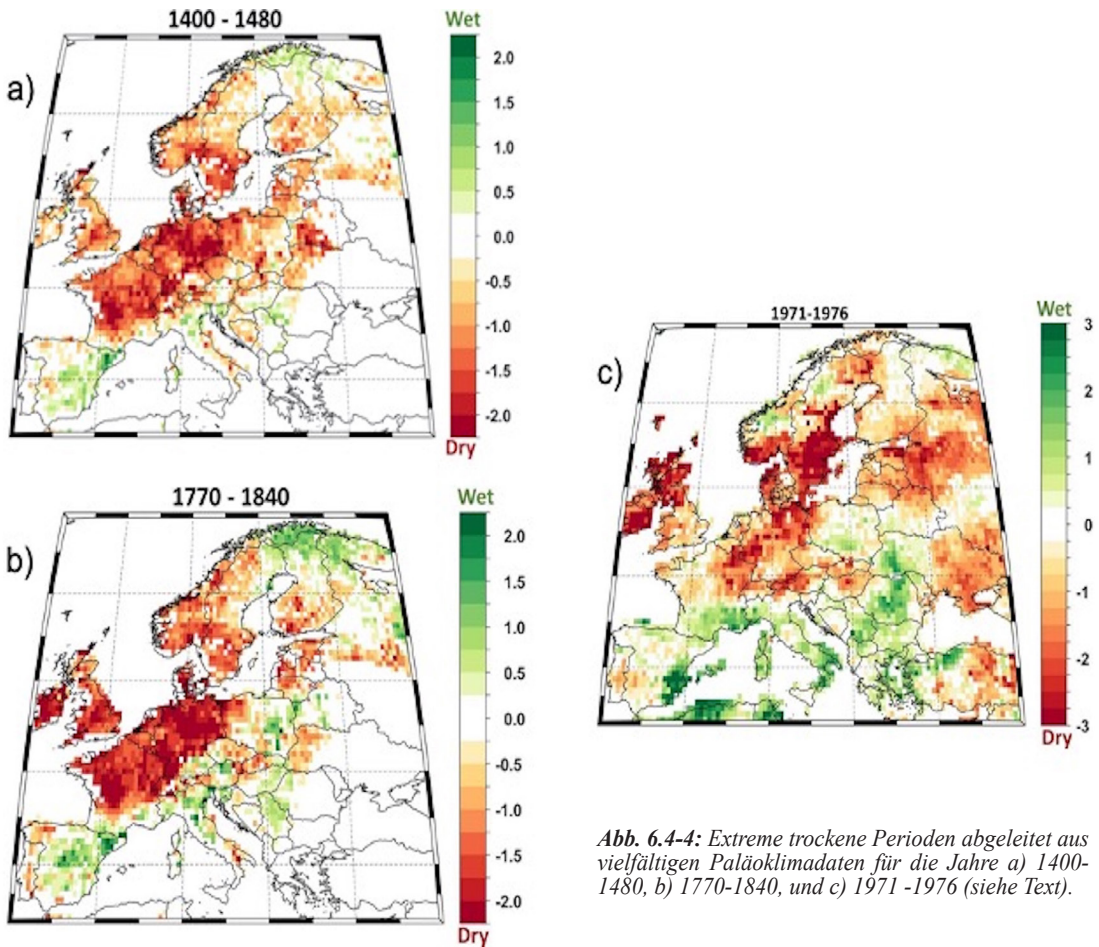 1400 - 1480
a)
Wet
2.0
1.5
1.0
0.5
0.0
-0.5
-1.0
-1.5
-2.0
Dry
1770 - 1840
b)
Wet
2.0
1.5
1.0
0.5
0.0
-0.5
-1.0
-1.5
-2.0
Dry
1971-1976
c)
Wet
3
2
1
0
-1
-2
-3
Dry
Abb. 6.4-4: Extreme trockene Perioden abgeleitet aus
vielfältigen Paläoklimadaten für die Jahre a) 1400-
1480, b) 1770-1840, und c) 1971 -1976 (siehe Text).